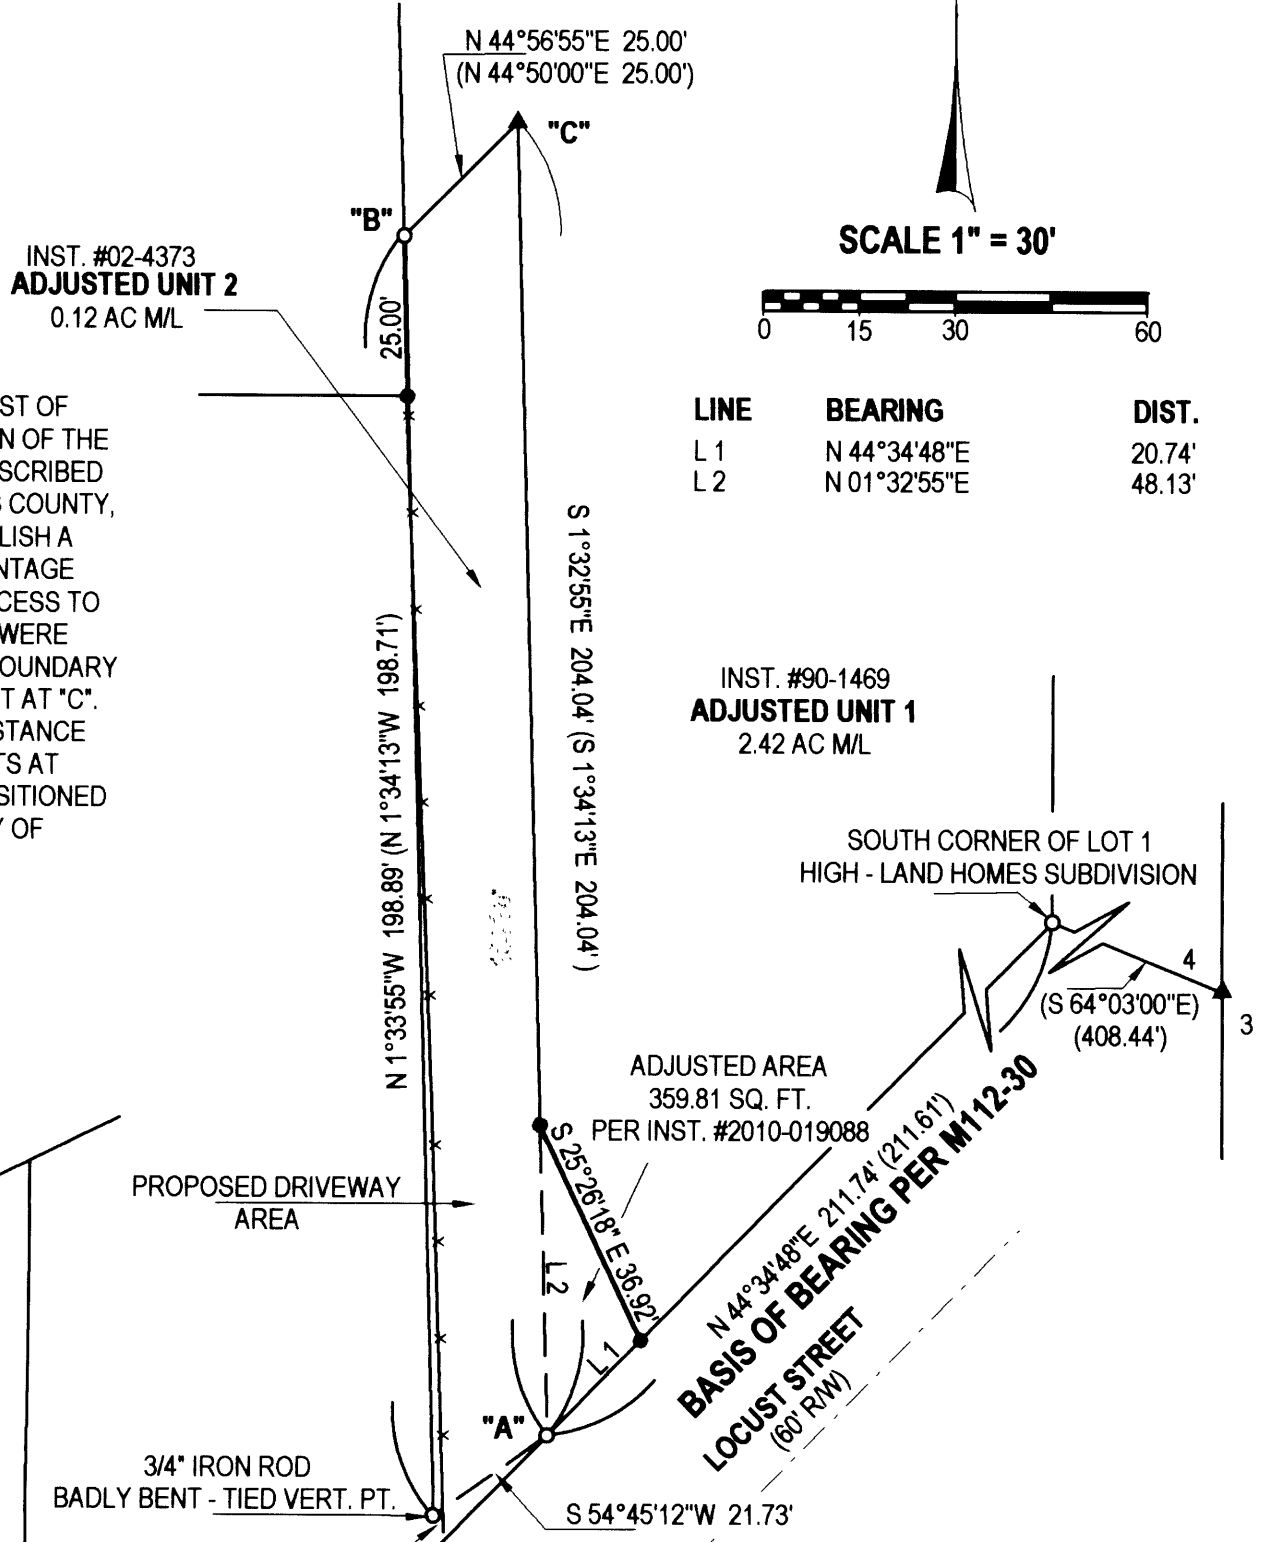 N 44°56'55"E 25.00'
(N 44°50'00"E 25.00')
"C"
"B"
INST. #02-4373
ADJUSTED UNIT 2
0.12 AC M/L
25.00'
SCALE 1" = 30'
0 15 30 60
LINE BEARING DIST.
L 1 N 44°34'48"E 20.74'
L 2 N 01°32'55"E 48.13'
ST OF
N OF THE
SCRIBED
COUNTY,
LISH A
NTAGE
CESS TO
WERE
OUNDARY
T AT "C".
STANCE
TS AT
SITIONED
Y OF
S 1°32'55"E 204.04' (S 1°34'13"E 204.04')
N 1°33'55"W 198.89' (N 1°34'13"W 198.71')
INST. #90-1469
ADJUSTED UNIT 1
2.42 AC M/L
SOUTH CORNER OF LOT 1
HIGH - LAND HOMES SUBDIVISION
4
(S 64°03'00"E)
(408.44')
3
ADJUSTED AREA
359.81 SQ. FT.
PER INST. #2010-019088
S 25°26'18" E 36.92'
PROPOSED DRIVEWAY
AREA
L 2
L 1
N 44°34'48"E 211.74' (211.61')
BASIS OF BEARING PER M112-30
LOCUST STREET
(60' R/W)
"A"
3/4" IRON ROD
BADLY BENT - TIED VERT. PT.
S 54°45'12"W 21.73'